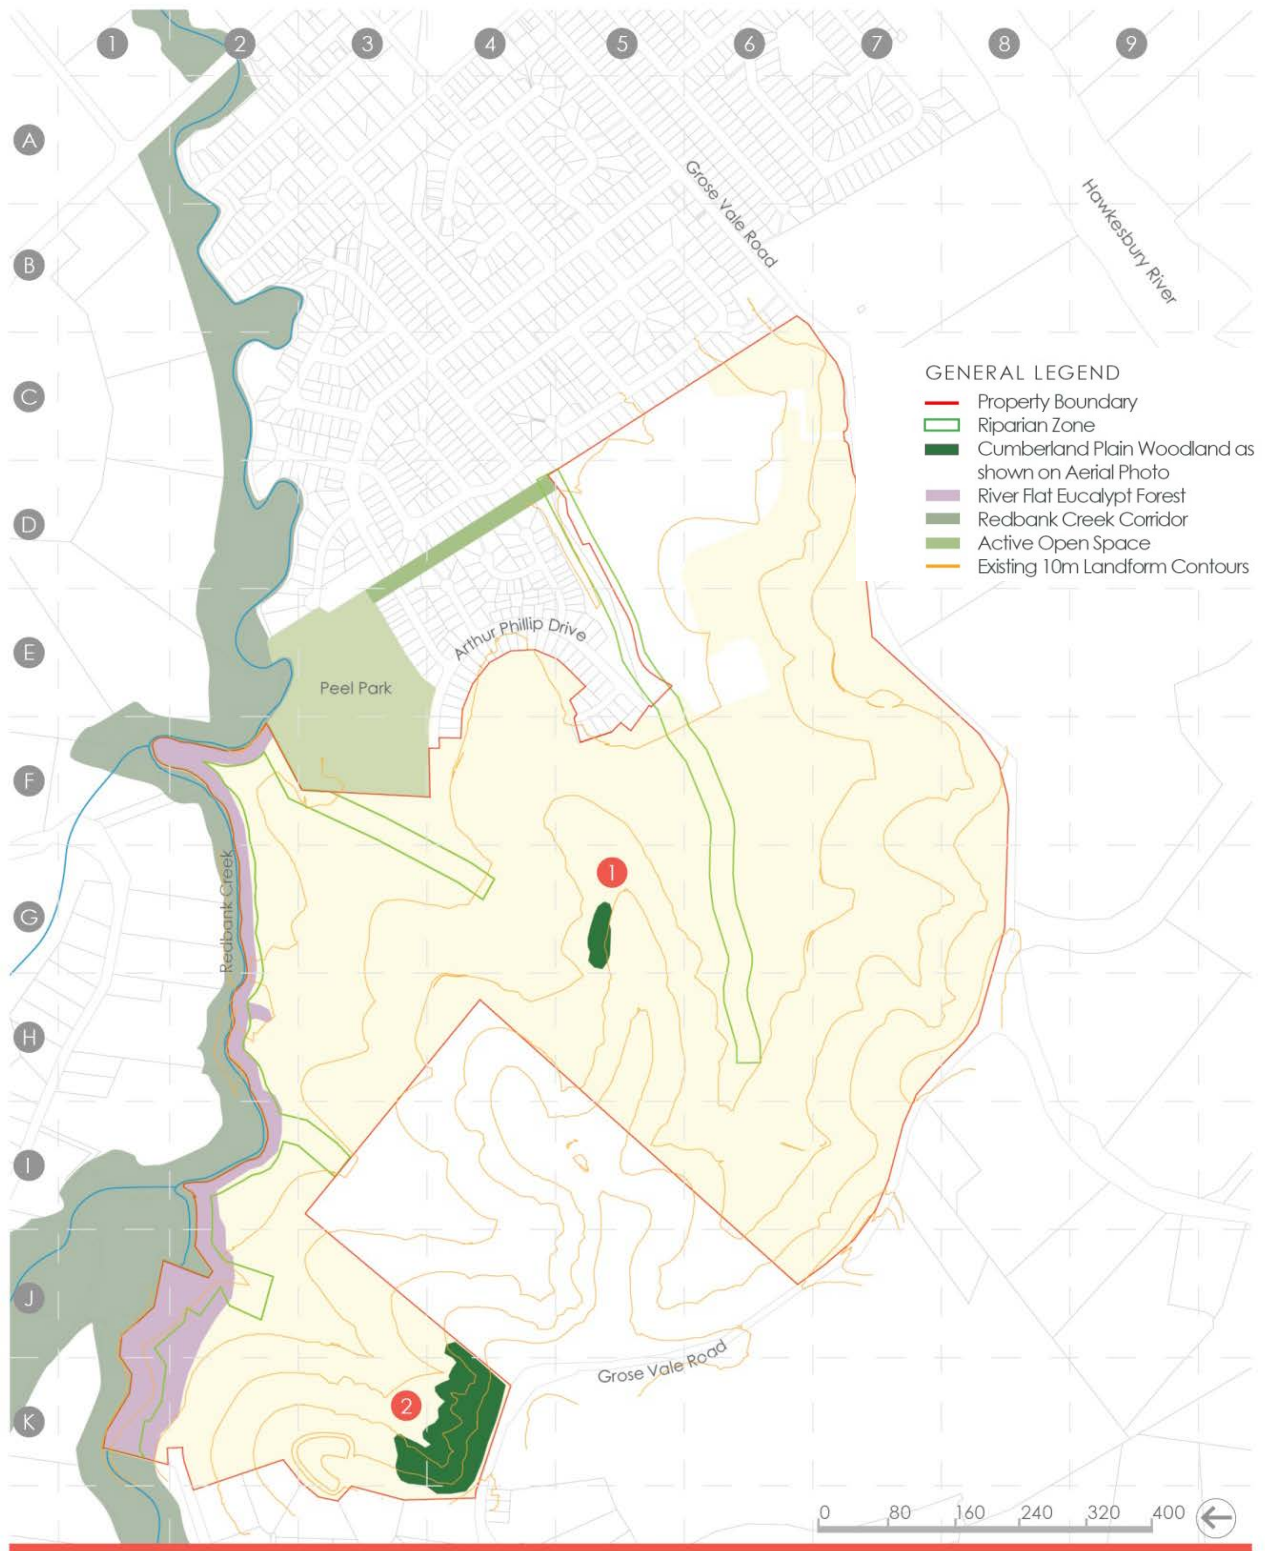 1 2 3 4 5 6 7 8 9
A
Grose Vale Road
Hawkesbury River
B
GENERAL LEGEND
C
Property Boundary
Riparian Zone
Cumberland Plain Woodland as
shown on Aerial Photo
River Flat Eucalypt Forest
Redbank Creek Corridor
Active Open Space
Existing 10m Landform Contours
D
Arthur Phillip Drive
E
Peel Park
F
1
Redbank Creek
G
H
I
J
Grose Vale Road
2
K
0 80 160 240 320 400